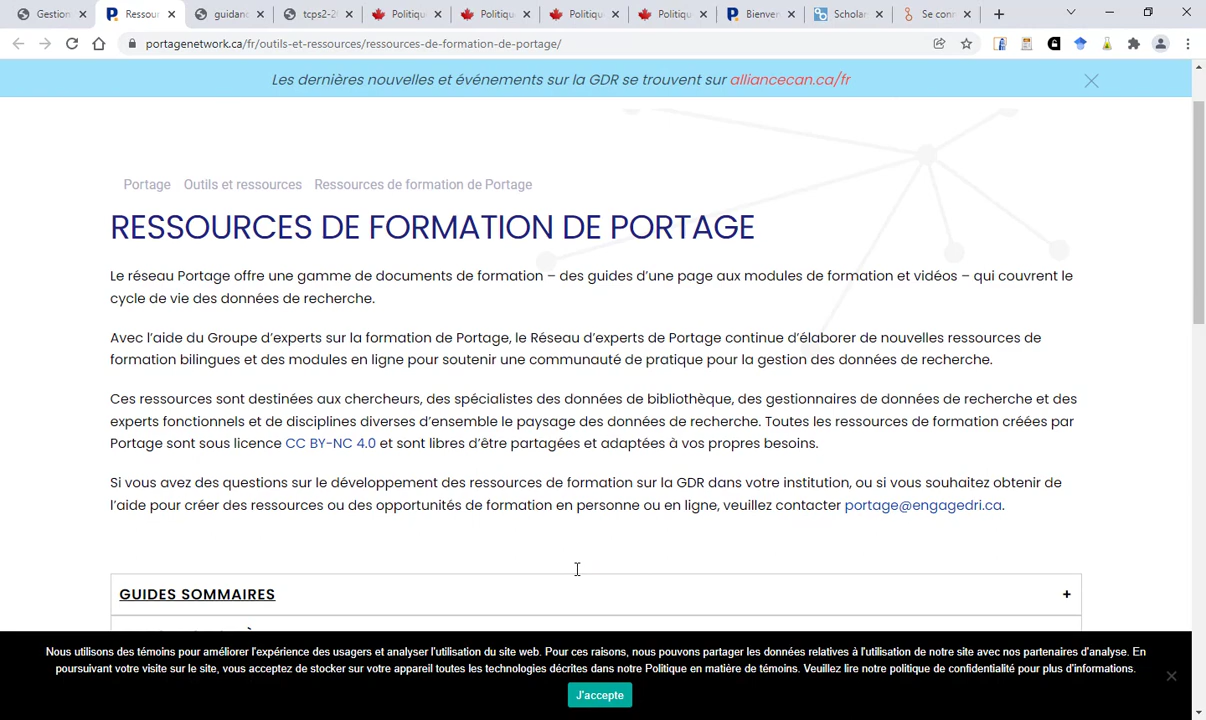 Gestion
Ressour
guidanc
tcps2-20
Politique
Politique
Politique
Politique
Bienven
Scholar
Se conn
portagenetwork.ca/fr/outils-et-ressources/ressources-de-formation-de-portage/
Les dernières nouvelles et événements sur la GDR se trouvent sur alliancecan.ca/fr
Portage Outils et ressources Ressources de formation de Portage
RESSOURCES DE FORMATION DE PORTAGE
Le réseau Portage offre une gamme de documents de formation – des guides d’une page aux modules de formation et vidéos – qui couvrent le
cycle de vie des données de recherche.
Avec l’aide du Groupe d’experts sur la formation de Portage, le Réseau d’experts de Portage continue d’élaborer de nouvelles ressources de
formation bilingues et des modules en ligne pour soutenir une communauté de pratique pour la gestion des données de recherche.
Ces ressources sont destinées aux chercheurs, des spécialistes des données de bibliothèque, des gestionnaires de données de recherche et des
experts fonctionnels et de disciplines diverses d’ensemble le paysage des données de recherche. Toutes les ressources de formation créées par
Portage sont sous licence CC BY-NC 4.0 et sont libres d’être partagées et adaptées à vos propres besoins.
Si vous avez des questions sur le développement des ressources de formation sur la GDR dans votre institution, ou si vous souhaitez obtenir de
l’aide pour créer des ressources ou des opportunités de formation en personne ou en ligne, veuillez contacter portage@engagedri.ca.
GUIDES SOMMAIRES +
Nous utilisons des témoins pour améliorer l'expérience des usagers et analyser l'utilisation du site web. Pour ces raisons, nous pouvons partager les données relatives à l'utilisation de notre site avec nos partenaires d'analyse. En
poursuivant votre visite sur le site, vous acceptez de stocker sur votre appareil toutes les technologies décrites dans notre Politique en matière de témoins. Veuillez lire notre politique de confidentialité pour plus d'informations.
J'accepte